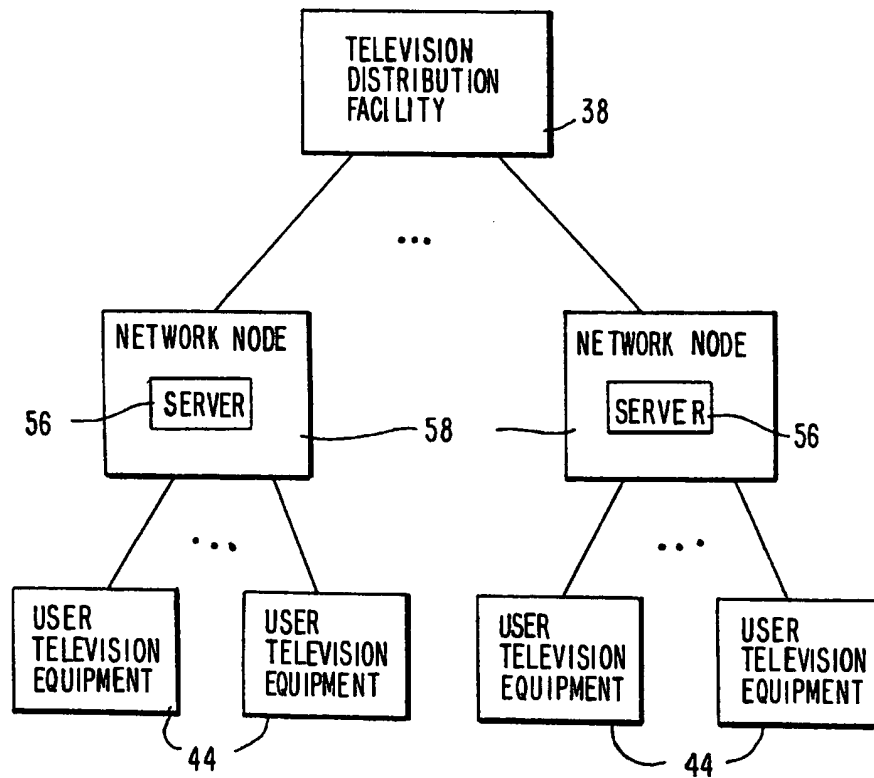 TELEVISION
DISTRIBUTION
FACILITY
38
...
NETWORK NODE
SERVER
56
58
NETWORK NODE
SERVER
56
...
...
USER
TELEVISION
EQUIPMENT
USER
TELEVISION
EQUIPMENT
44
USER
TELEVISION
EQUIPMENT
USER
TELEVISION
EQUIPMENT
44